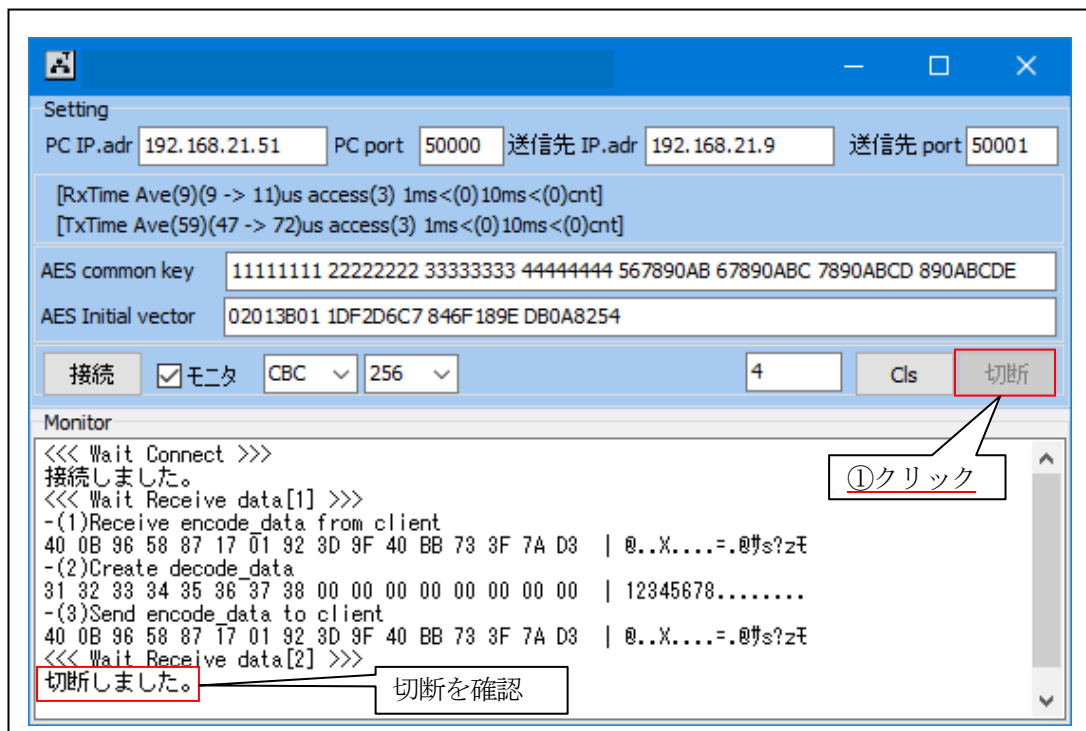 Setting
PC IP.adr 192.168.21.51 PC port 50000 送信先 IP.adr 192.168.21.9 送信先 port 50001
[RxTime Ave(9)(9 -> 11)us access(3) 1ms<(0)10ms<(0)cnt]
[TxTime Ave(59)(47 -> 72)us access(3) 1ms<(0)10ms<(0)cnt]
AES common key 11111111 22222222 33333333 44444444 567890AB 67890ABC 7890ABCD 890ABCDE
AES Initial vector 02013B01 1DF2D6C7 846F189E DB0A8254
接続 モニタ CBC 256 4 Cls 切断
Monitor
<<< Wait Connect >>>
接続しました。
①クリック
<<< Wait Receive data[1] >>>
-(1)Receive encode_data from client
40 0B 96 58 87 17 01 92 3D 9F 40 BB 73 3F 7A D3 | @..X....=.@ｻs?zﾓ
-(2)Create decode_data
31 32 33 34 35 36 37 38 00 00 00 00 00 00 00 00 | 12345678........
-(3)Send encode_data to client
40 0B 96 58 87 17 01 92 3D 9F 40 BB 73 3F 7A D3 | @..X....=.@ｻs?zﾓ
<<< Wait Receive data[2] >>>
切断しました。
切断を確認